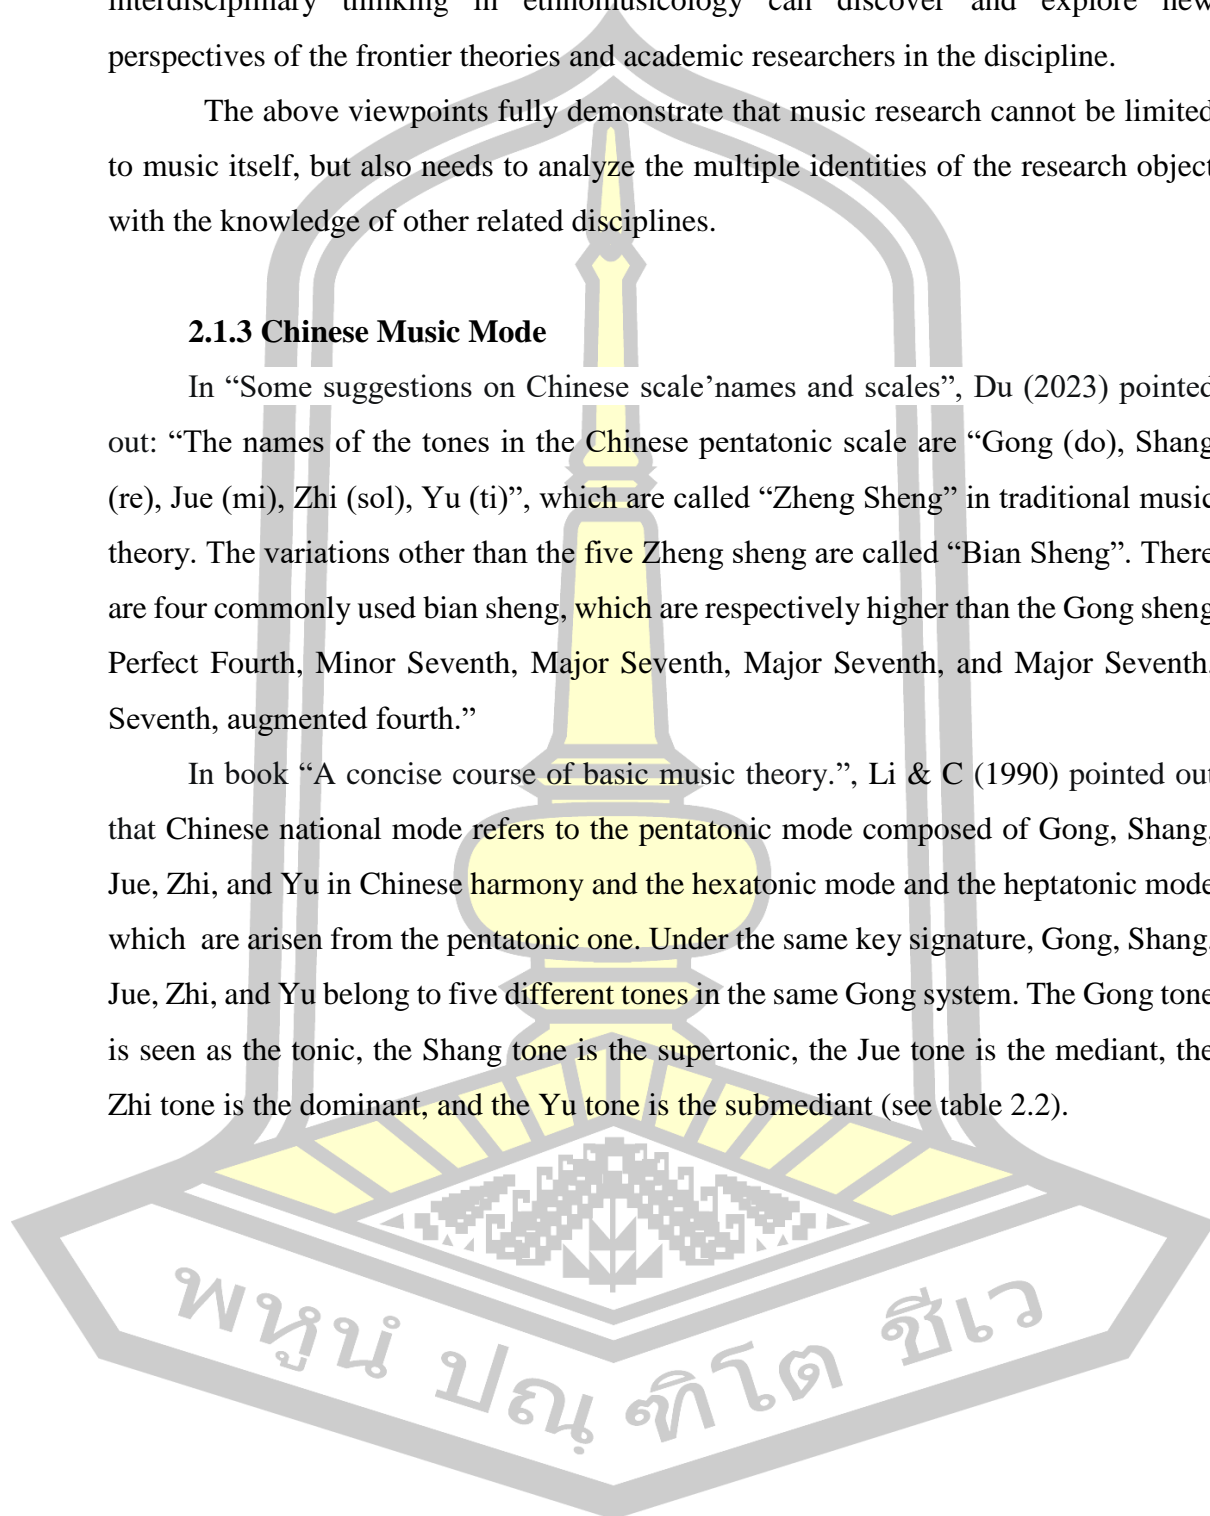 interdisciplinary thinking in ethnomusicology can discover and explore new
perspectives of the frontier theories and academic researchers in the discipline.
The above viewpoints fully demonstrate that music research cannot be limited
to music itself, but also needs to analyze the multiple identities of the research object
with the knowledge of other related disciplines.
2.1.3 Chinese Music Mode
In “Some suggestions on Chinese scale’names and scales”, Du (2023) pointed
out: “The names of the tones in the Chinese pentatonic scale are “Gong (do), Shang
(re), Jue (mi), Zhi (sol), Yu (ti)”, which are called “Zheng Sheng” in traditional music
theory. The variations other than the five Zheng sheng are called “Bian Sheng”. There
are four commonly used bian sheng, which are respectively higher than the Gong sheng
Perfect Fourth, Minor Seventh, Major Seventh, Major Seventh, and Major Seventh.
Seventh, augmented fourth.”
In book “A concise course of basic music theory.”, Li & C (1990) pointed out
that Chinese national mode refers to the pentatonic mode composed of Gong, Shang,
Jue, Zhi, and Yu in Chinese harmony and the hexatonic mode and the heptatonic mode
which are arisen from the pentatonic one. Under the same key signature, Gong, Shang,
Jue, Zhi, and Yu belong to five different tones in the same Gong system. The Gong tone
is seen as the tonic, the Shang tone is the supertonic, the Jue tone is the mediant, the
Zhi tone is the dominant, and the Yu tone is the submediant (see table 2.2).
พหูนํ ปณฺฑิโต ชีเว